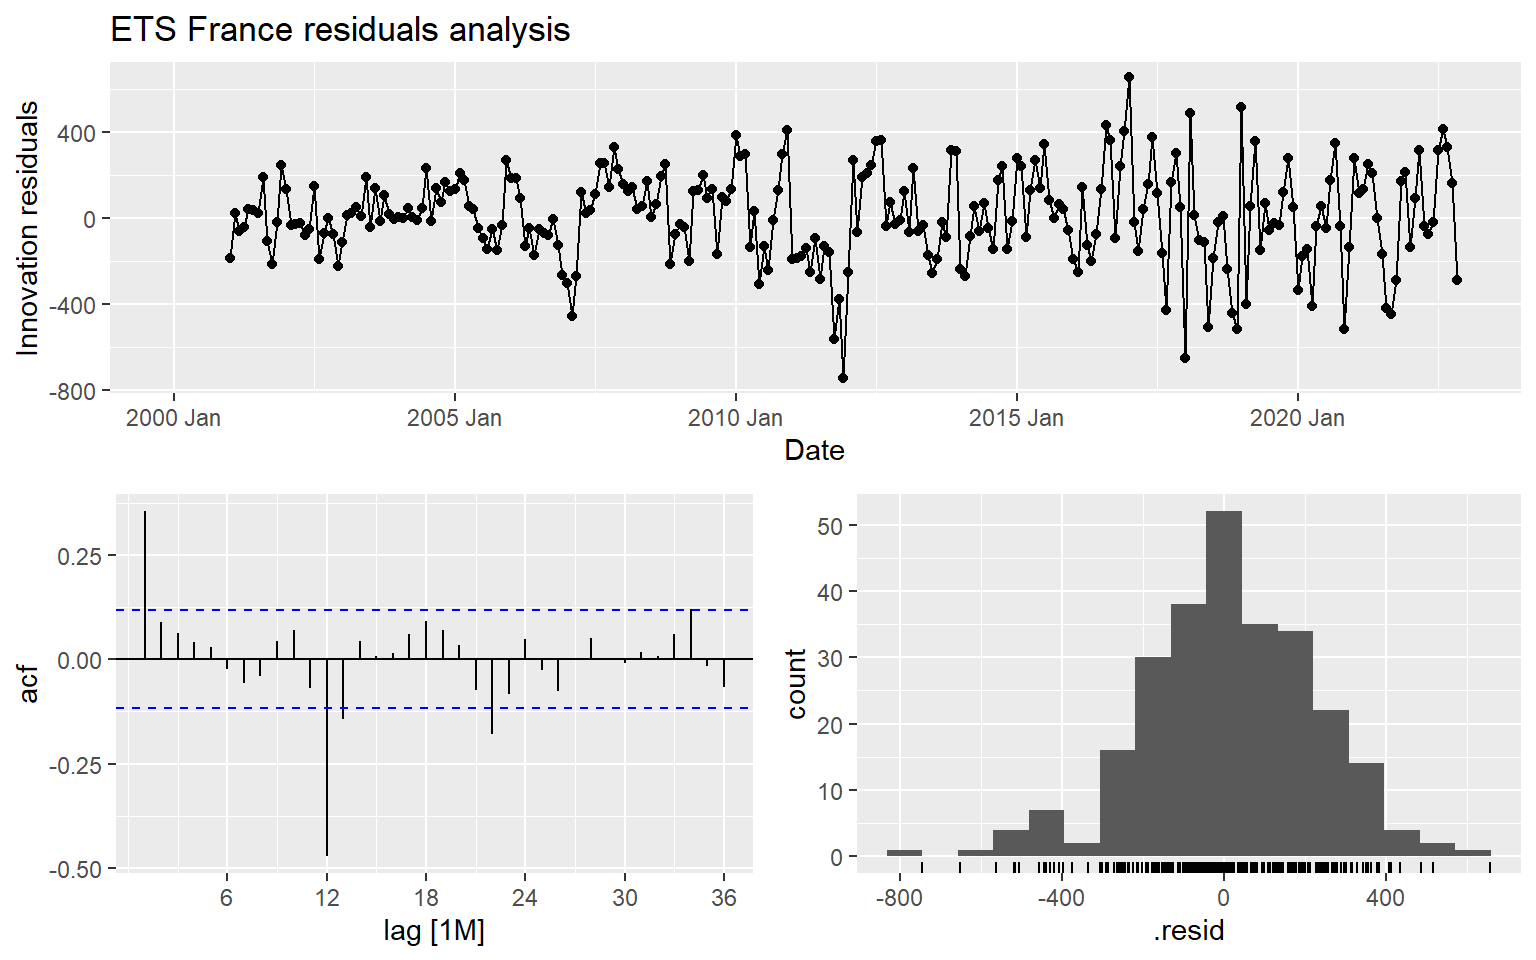 ETS France residuals analysis
Innovation residuals
400
0
-400
-800
2000 Jan 2005 Jan 2010 Jan 2015 Jan 2020 Jan
Date
acf
0.25
0.00
-0.25
-0.50
6 12 18 24 30 36
lag [1M]
count
50
40
30
20
10
0
-800 -400 0 400
.resid